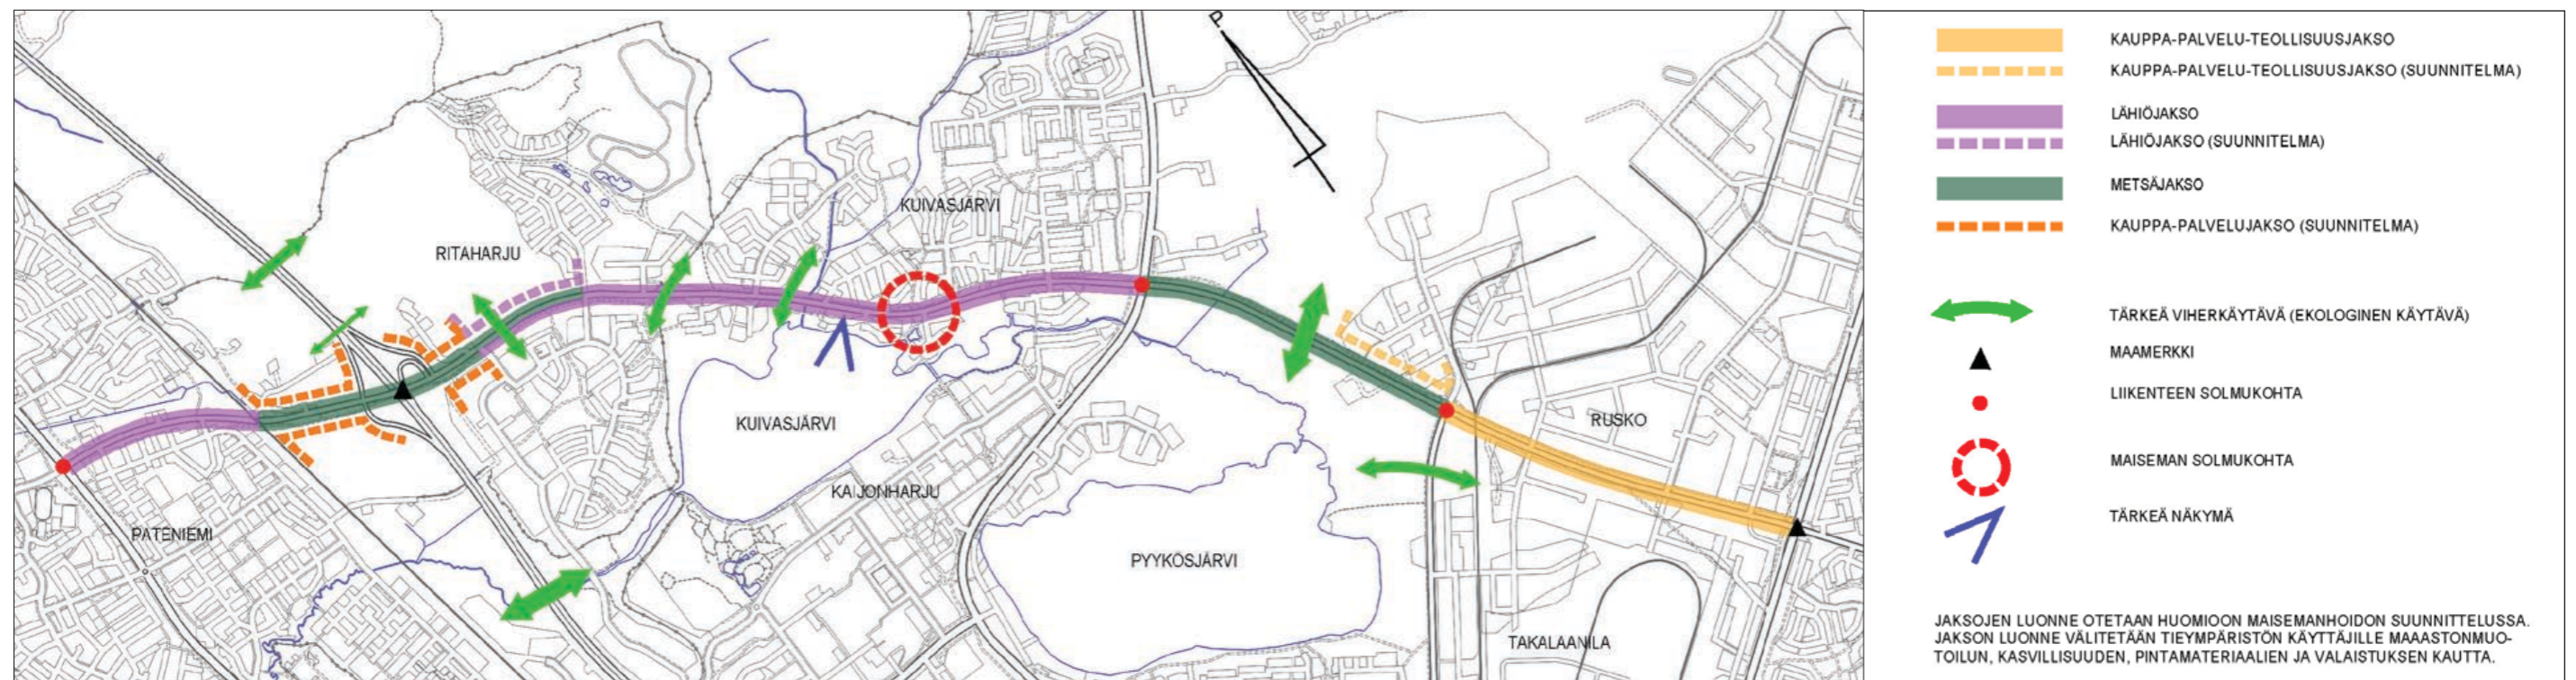 P
RITAHARJU
KUIVASJÄRVI
KUIVASJÄRVI
KAIJONHARJU
PATENIEMI
PYYKÖSJÄRVI
RUSKO
TAKALAANILA
KAUPPA-PALVELU-TEOLLISUUSJAKSO
KAUPPA-PALVELU-TEOLLISUUSJAKSO (SUUNNITELMA)
LÄHIÖJAKSO
LÄHIÖJAKSO (SUUNNITELMA)
METSÄJAKSO
KAUPPA-PALVELUJAKSO (SUUNNITELMA)
TÄRKEÄ VIHERKÄYTÄVÄ (EKOLOGINEN KÄYTÄVÄ)
MAAMERKKI
LIIKENTEEN SOLMUKOHTA
MAISEMAN SOLMUKOHTA
TÄRKEÄ NÄKYMÄ
JAKSOJEN LUONNE OTETAAN HUOMIOON MAISEMANHOIDON SUUNNITTELUSSA.
JAKSON LUONNE VÄLITETÄÄN TIEYMPÄRISTÖN KÄYTTÄJILLE MAAASTONMUO-
TOILUN, KASVILLISUUDEN, PINTAMATERIAALIEN JA VALAISTUKSEN KAUTTA.